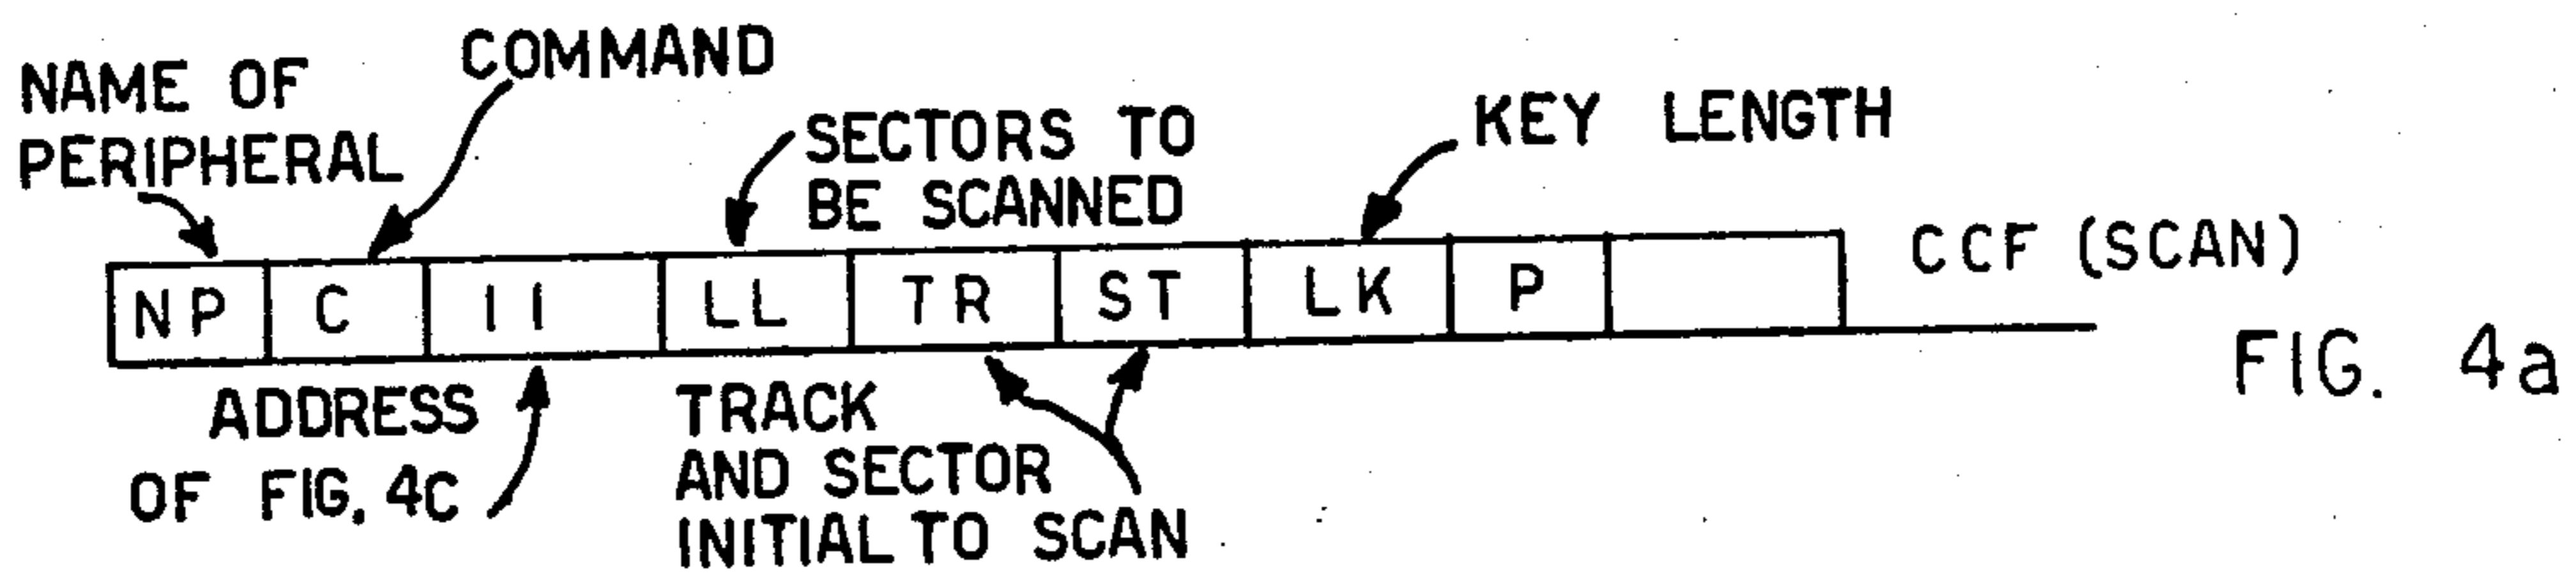 NAME OF
PERIPHERAL
COMMAND
SECTORS TO
BE SCANNED
KEY LENGTH
NP C II LL TR ST LK P
CCF (SCAN)
ADDRESS
OF FIG. 4C
TRACK
AND SECTOR
INITIAL TO SCAN
FIG. 4a